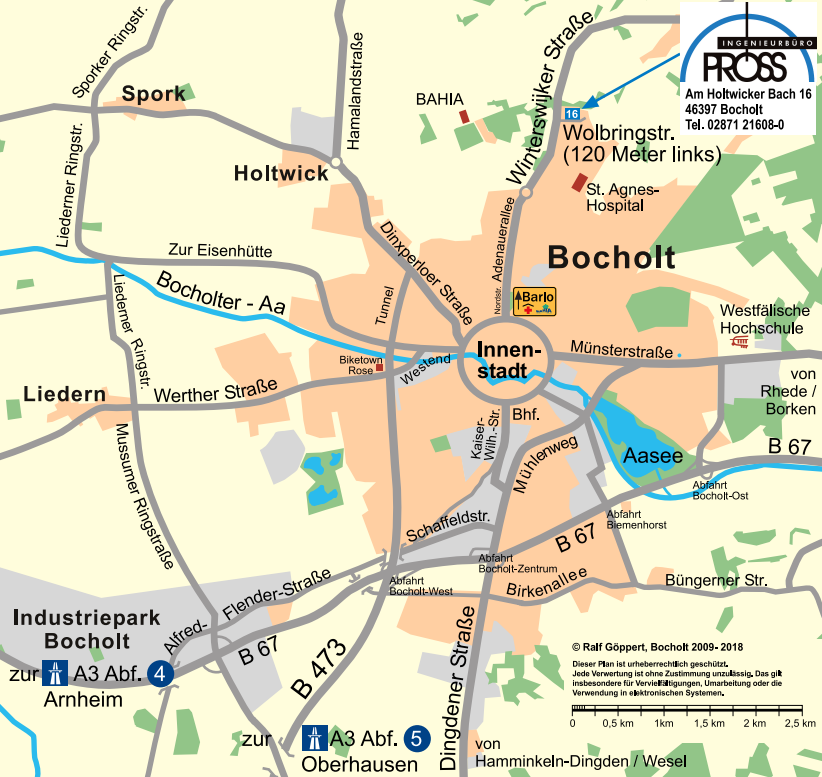 INGENIEURBÜRO
PROSS
Am Holtwicker Bach 16
46397 Bocholt
Tel. 02871 21608-0
Sporker Ringstr.
Spork
Hamalandstraße
BAHIA
Winterswijker Straße
16
Wolbringstr.
(120 Meter links)
Holtwick
St. Agnes-
Hospital
Liederner Ringstr.
Zur Eisenhütte
Dinxperloer Straße
Adenauerallee
Nordstr.
Bocholt
Bocholter - Aa
Liederner Ringstr.
Tunnel
Barlo
Westfälische
Hochschule
Innen-
stadt
Münsterstraße
Biketown
Rose
Westend
von
Rhede /
Borken
Liedern
Werther Straße
Kaiser-
Wilh.-Str.
Bhf.
Mühlenweg
Aasee
B 67
Mussumer Ringstraße
Abfahrt
Bocholt-Ost
Schaffeldstr.
Abfahrt
Biemenhorst
B 67
Abfahrt
Bocholt-Zentrum
Abfahrt
Bocholt-West
Birkenallee
Büngerner Str.
Industriepark
Bocholt
Alfred-
Flender-Straße
B 67
B 473
Dingdener Straße
zur A3 Abf. 4
Arnheim
zur A3 Abf. 5
Oberhausen
von
Hamminkeln-Dingden / Wesel
© Ralf Göppert, Bocholt 2009- 2018
Dieser Plan ist urheberrechtlich geschützt.
Jede Verwertung ist ohne Zustimmung unzulässig. Das gilt
insbesondere für Vervielfältigungen, Umarbeitung oder die
Verwendung in elektronischen Systemen.
0 0,5 km 1km 1,5 km 2km 2,5 km